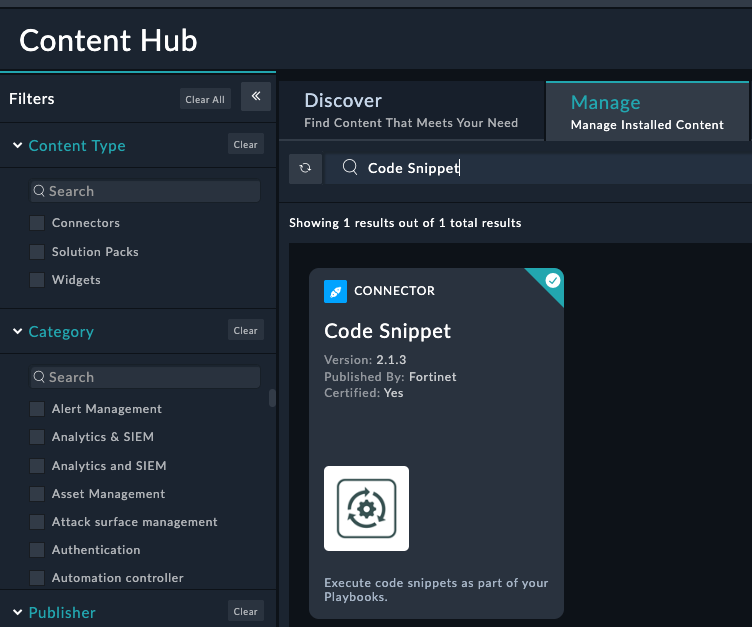 Content Hub
Filters
Clear All
Content Type
Clear
Search
Connectors
Solution Packs
Widgets
Category
Clear
Search
Alert Management
Analytics & SIEM
Analytics and SIEM
Asset Management
Attack surface management
Authentication
Automation controller
Publisher
Clear
Discover
Find Content That Meets Your Need
Manage
Manage Installed Content
Code Snippet
Showing 1 results out of 1 total results
CONNECTOR
Code Snippet
Version: 2.1.3
Published By: Fortinet
Certified: Yes
Execute code snippets as part of your
Playbooks.